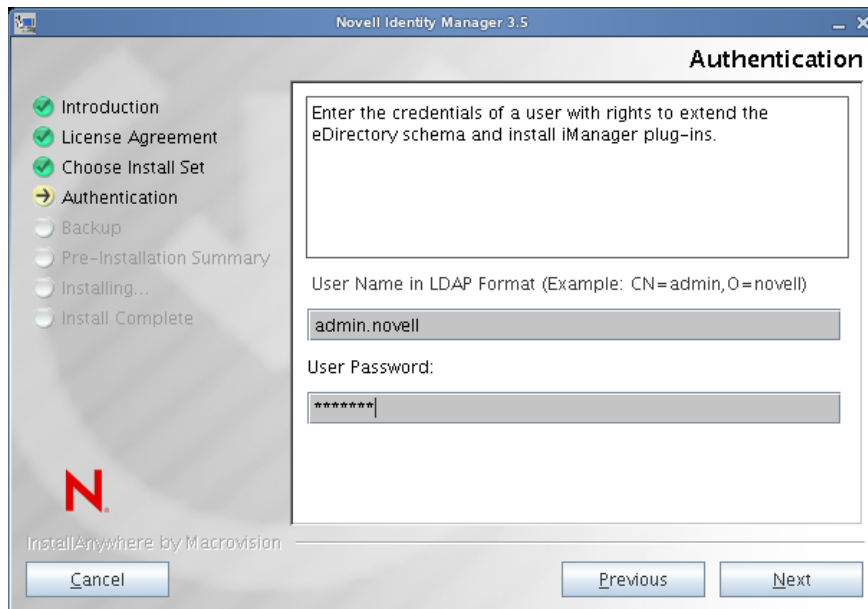 Novell Identity Manager 3.5
Authentication
Introduction
License Agreement
Choose Install Set
Authentication
Backup
Pre-Installation Summary
Installing...
Install Complete
Enter the credentials of a user with rights to extend the
eDirectory schema and install iManager plug-ins.
User Name in LDAP Format (Example: CN=admin,O=novell)
admin.novell
User Password:
*******
N
InstallAnywhere by Macrovision
Cancel
Previous
Next